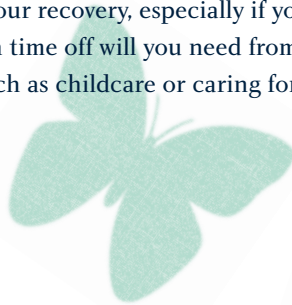 our recovery, especially if yo
time off will you need from
ch as childcare or caring for